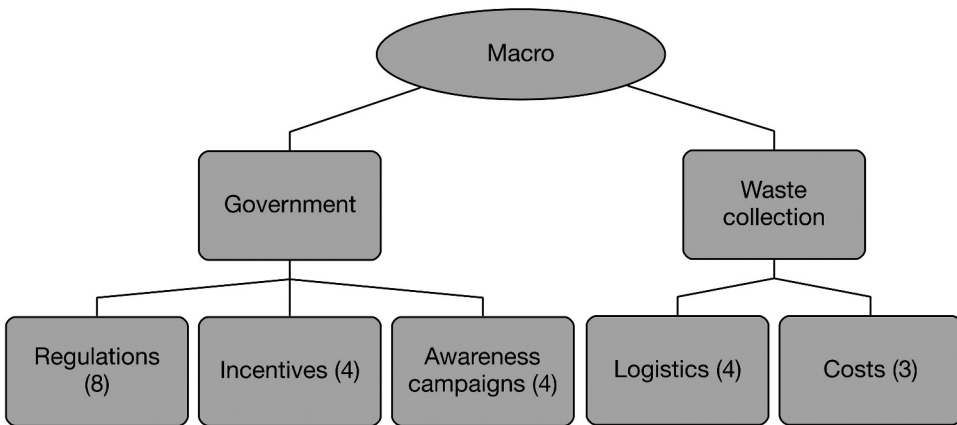 Macro
Government
Waste
collection
Regulations
(8)
Incentives (4)
Awareness
campaigns (4)
Logistics (4)
Costs (3)